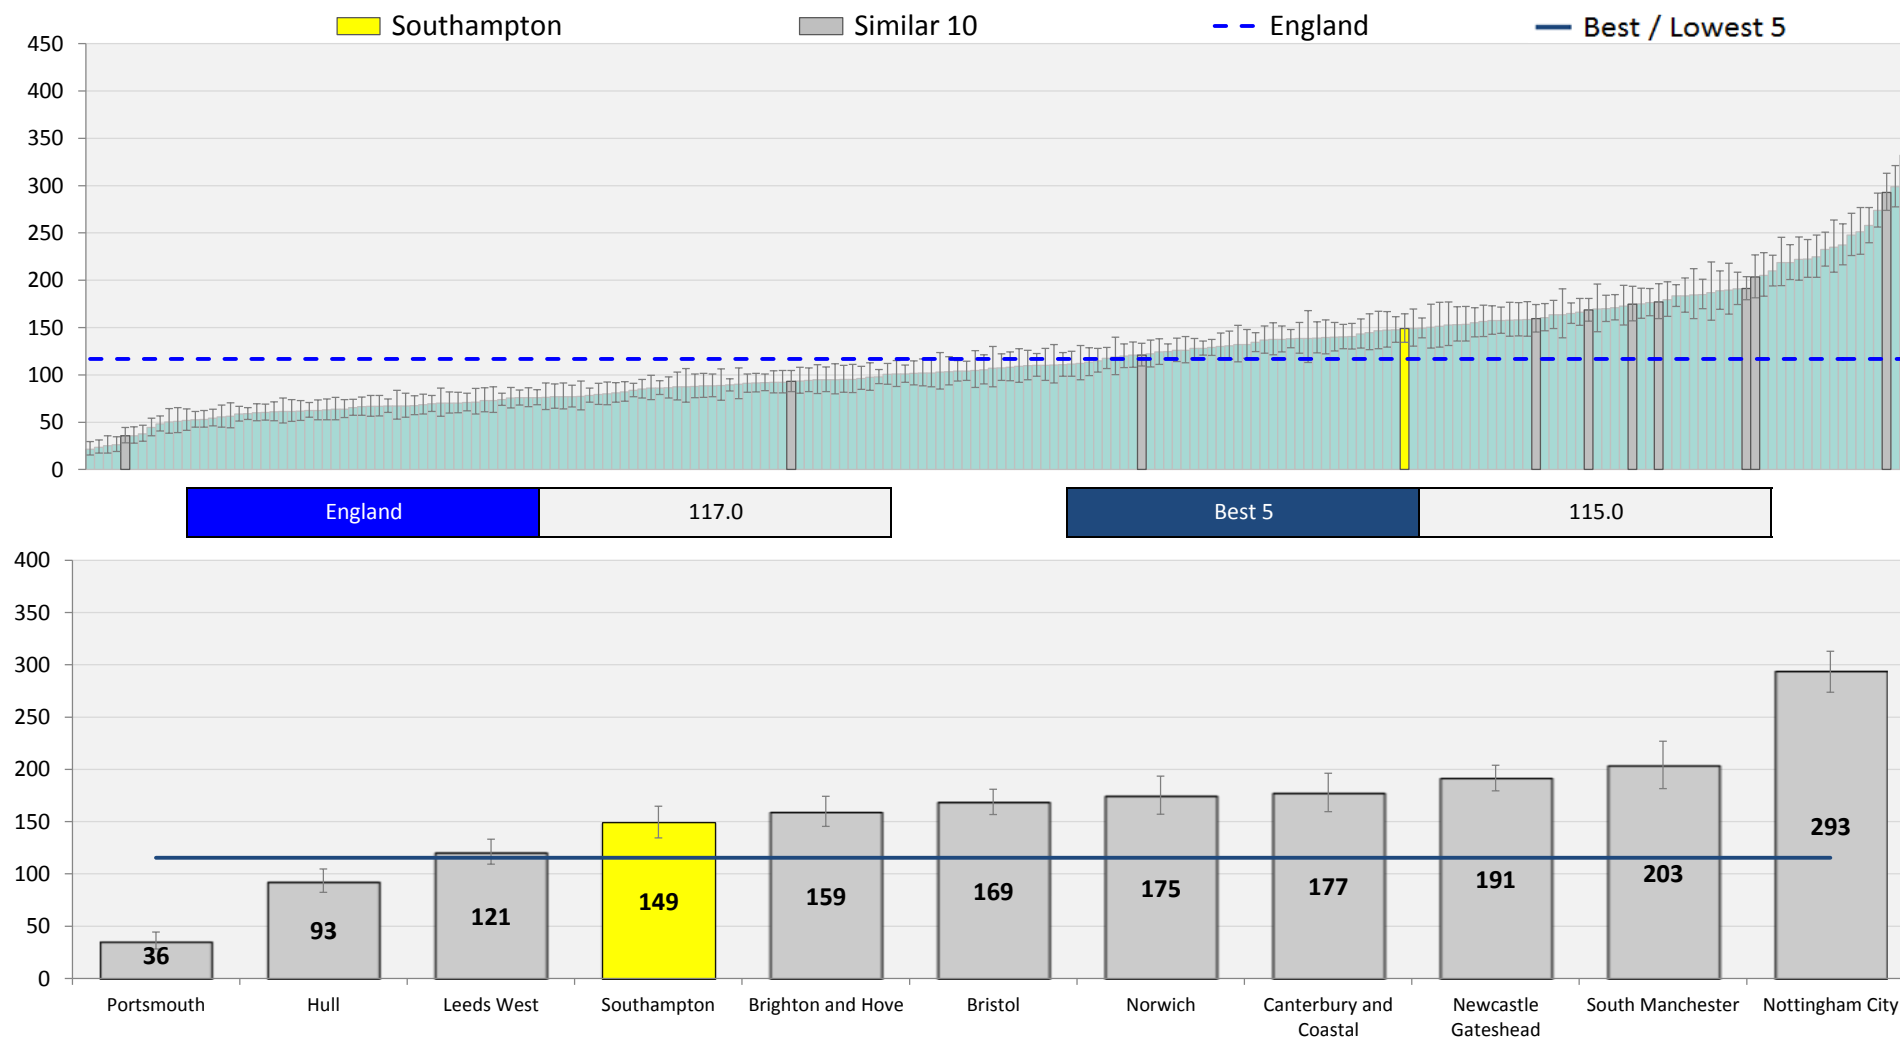 Southampton
Similar 10
England
Best / Lowest 5
450
400
350
300
250
200
150
100
50
0
England 117.0
Best 5 115.0
400
350
300
250
200
150
100
50
0
36
93
121
149
159
169
175
177
191
203
293
Portsmouth
Hull
Leeds West
Southampton
Brighton and Hove
Bristol
Norwich
Canterbury and
Coastal
Newcastle
Gateshead
South Manchester
Nottingham City